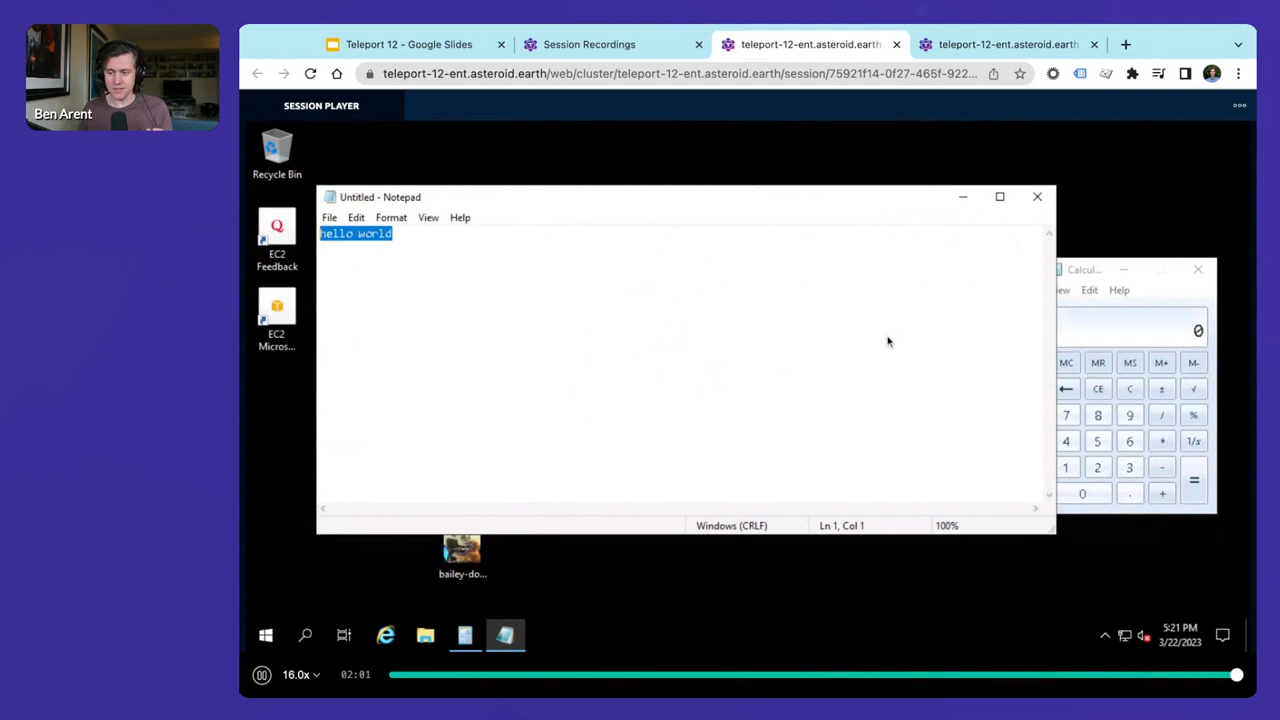 Ben Arent
Teleport 12 - Google Slides
Session Recordings
teleport-12-ent.asteroid.earth
teleport-12-ent.asteroid.earth
teleport-12-ent.asteroid.earth/web/cluster/teleport-12-ent.asteroid.earth/session/75921f14-0f27-465f-922...
SESSION PLAYER
Recycle Bin
EC2
Feedback
EC2
Micros...
Untitled - Notepad
File Edit Format View Help
hello world
Windows (CRLF) Ln 1, Col 1 100%
Calcul...
Edit Help
0
MC MR MS M+ M-
← CE C ± √
7 8 9 / %
4 5 6 * 1/x
1 2 3 - =
0 . +
bailey-do...
5:21 PM
3/22/2023
16.0x 02:01